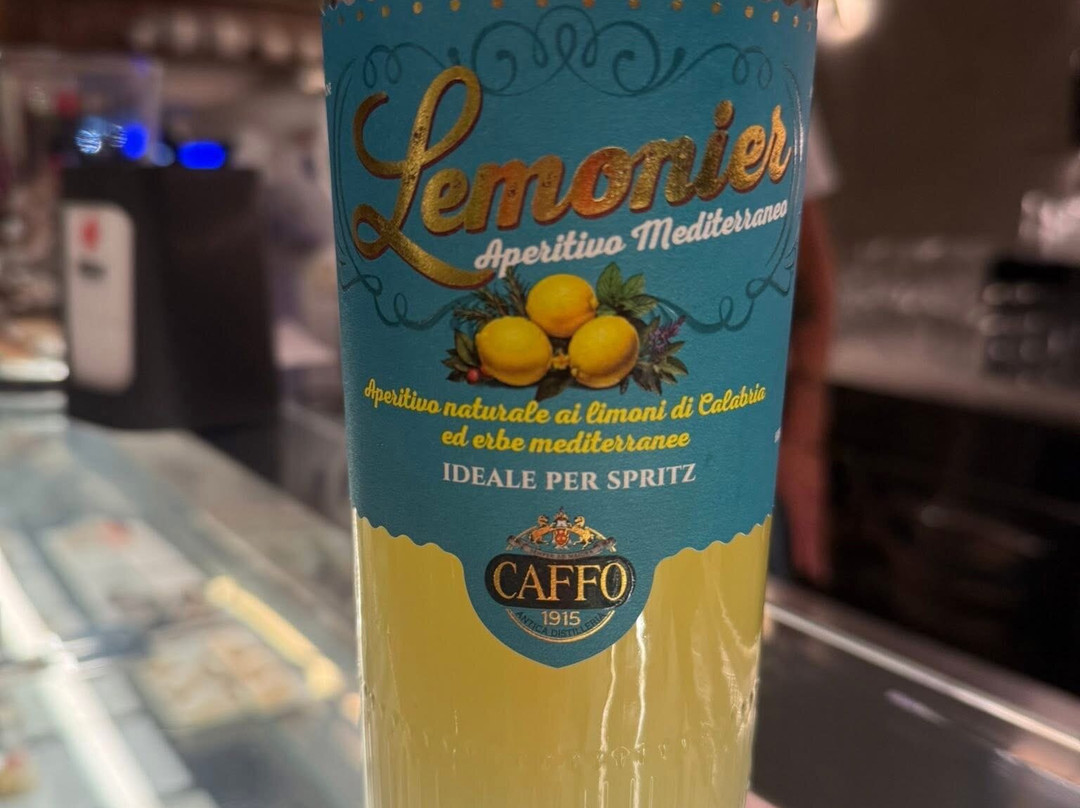 Lemonier
Aperitivo Mediterraneo
Aperitivo naturale ai limoni di Calabria
ed erbe mediterranee
IDEALE PER SPRITZ
CAFFO
1915
ANTICA DISTILLERIA